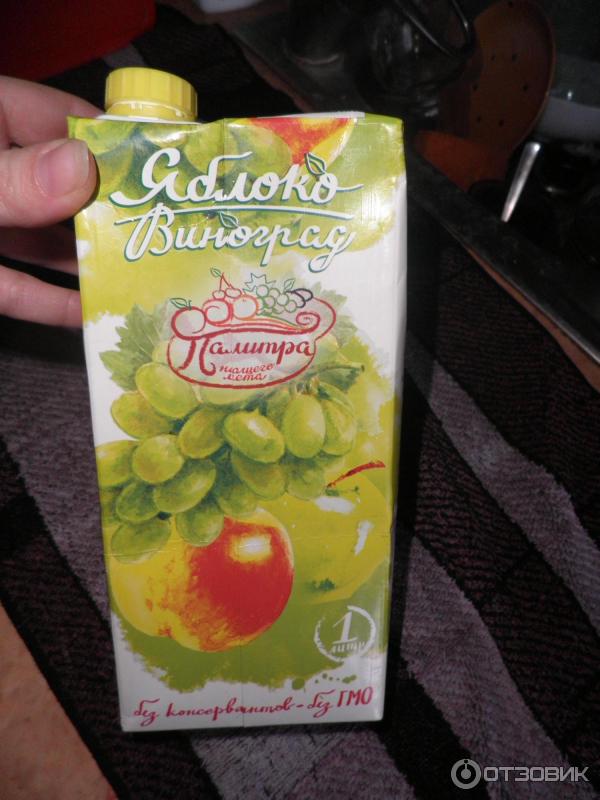 Яблоко
Виноград
Палитра
нашего
лета
1
литр
без консервантов - без ГМО
ОТЗОВИК